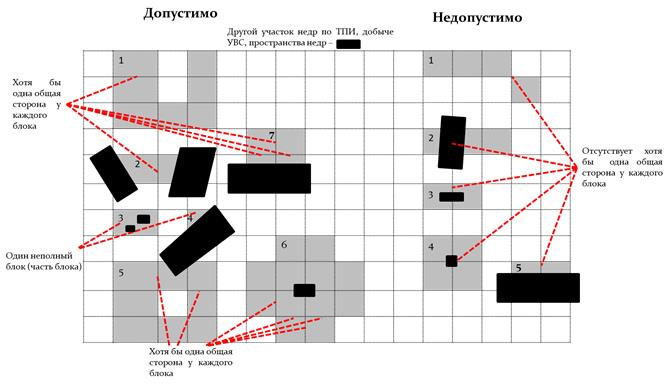 Допустимо
Недопустимо
Другой участок недр по ТПИ, добыче
УВС, пространства недр –
1
1
Хотя бы
одна общая
сторона у
каждого
блока
7
2
2
Отсутствует хотя
бы одна общая
сторона у каждого
блока
3
3
4
Один неполный
блок (часть блока)
6
4
5
5
Хотя бы одна общая
сторона у каждого
блока